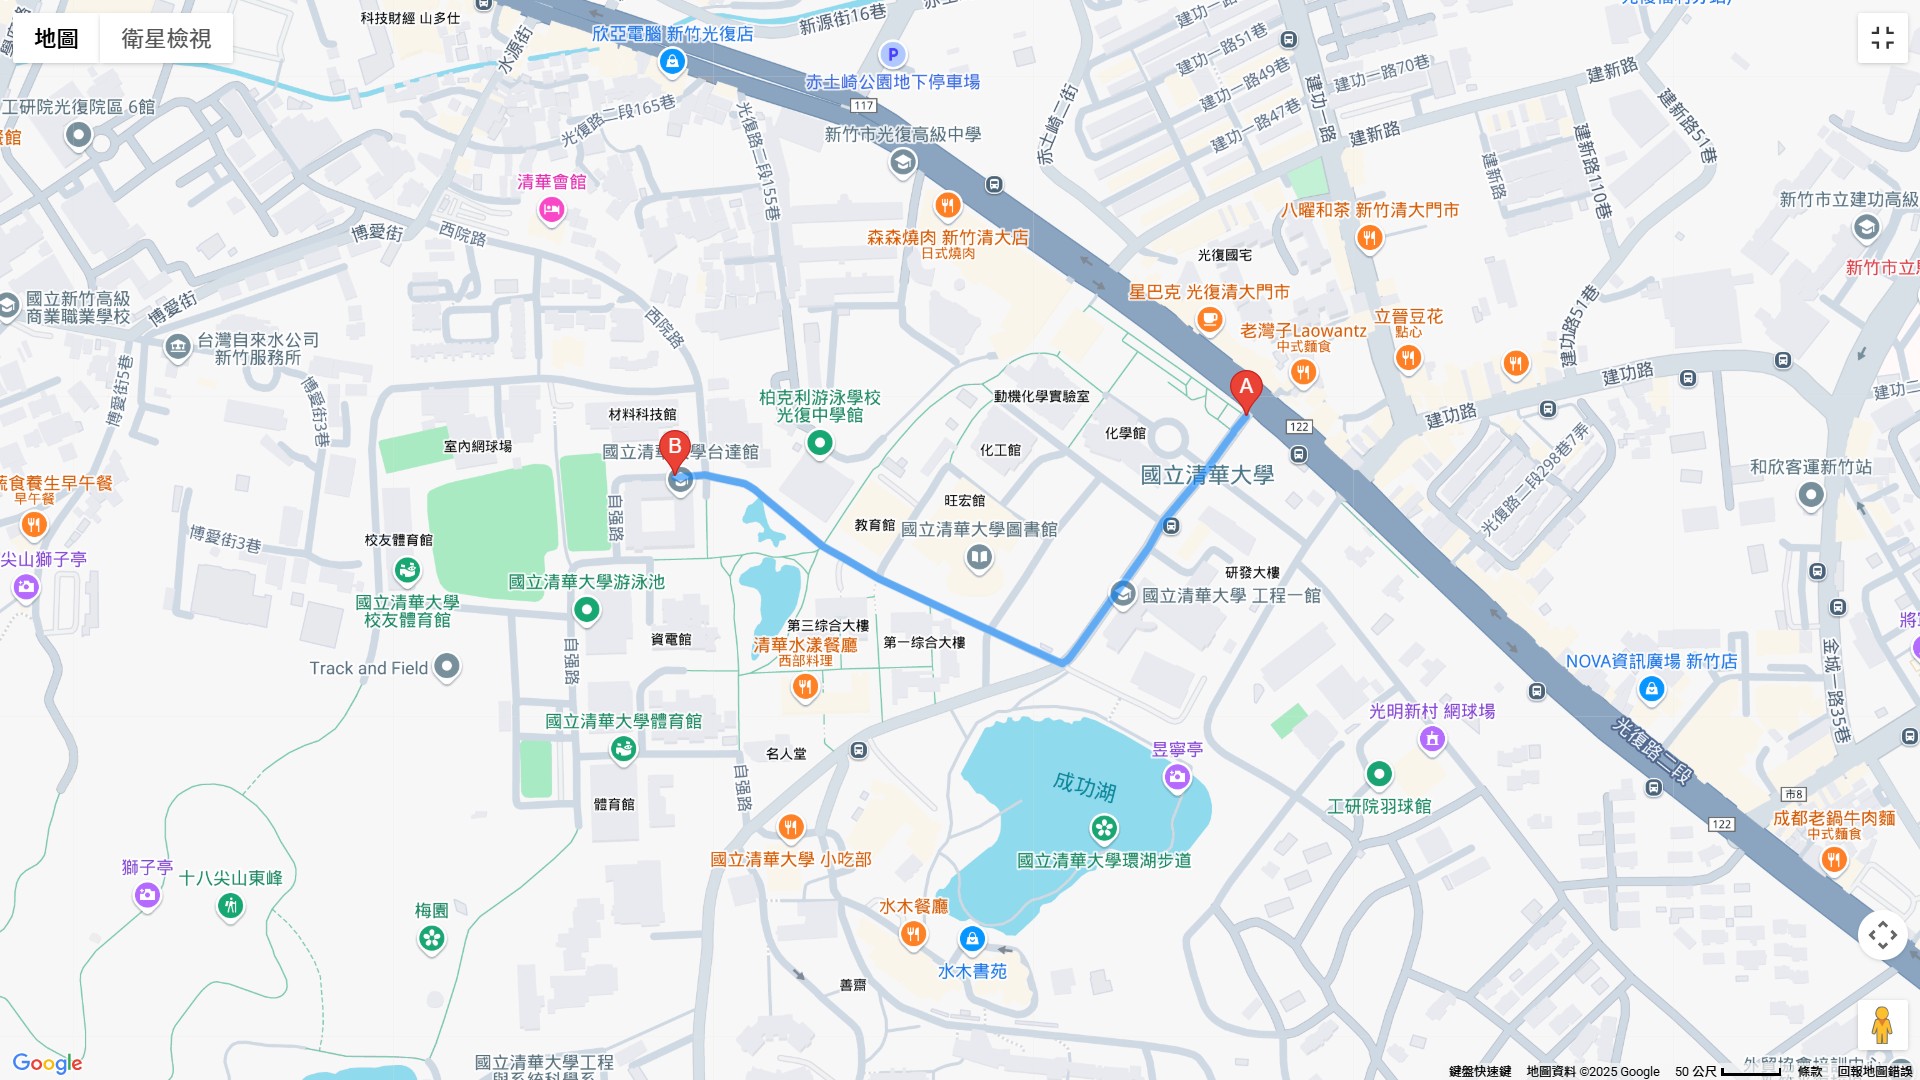 地圖
衛星檢視
科技財經 山多仕
欣亞電腦 新竹光復店
新源街16巷
水源街
赤土崎公園地下停車場
117
建功一路51巷
建功一路49巷
建功一路47巷
建功一路
建功一路70巷
建新路
建新路51巷
建新路
建新路
建新路110巷
工研院光復院區 6館
光復路二段165巷
光復路二段155巷
新竹市光復高級中學
赤土崎二街
清華會館
森森燒肉 新竹清大店
日式燒肉
八曜和茶 新竹清大門市
新竹市立建功高級
光復國宅
博愛街
西院路
星巴克 光復清大門市
國立新竹高級
商業職業學校
博愛街
台灣自來水公司
新竹服務所
西院路
老灣子Laowantz
中式麵食
立晉豆花
點心
建功路51巷
建功路
建功路
博愛街5巷
博愛街3巷
柏克利游泳學校
光復中學館
動機化學實驗室
A
材料科技館
室內網球場
B
化工館
化學館
122
國立清華大學
和欣客運新竹站
光復路二段298巷7弄
早午餐
自強路
旺宏館
教育館
國立清華大學圖書館
博愛街3巷
校友體育館
尖山獅子亭
國立清華大學游泳池
國立清華大學
校友體育館
研發大樓
國立清華大學 工程一館
第三综合大樓
第一综合大樓
清華水漾餐廳
西部料理
資電館
自強路
Track and Field
NOVA資訊廣場 新竹店
金城一路35巷
光明新村 網球場
國立清華大學體育館
名人堂
昱寧亭
成功湖
光復路二段
自強路
體育館
工研院羽球館
市8
122
成都老鍋牛肉麵
中式麵食
國立清華大學 小吃部
國立清華大學環湖步道
獅子亭
十八尖山東峰
梅園
水木餐廳
水木書苑
善齋
國立清華大學工程
Google
鍵盤快速鍵
地圖資料 ©2025 Google
50 公尺
條款
回報地圖錯誤